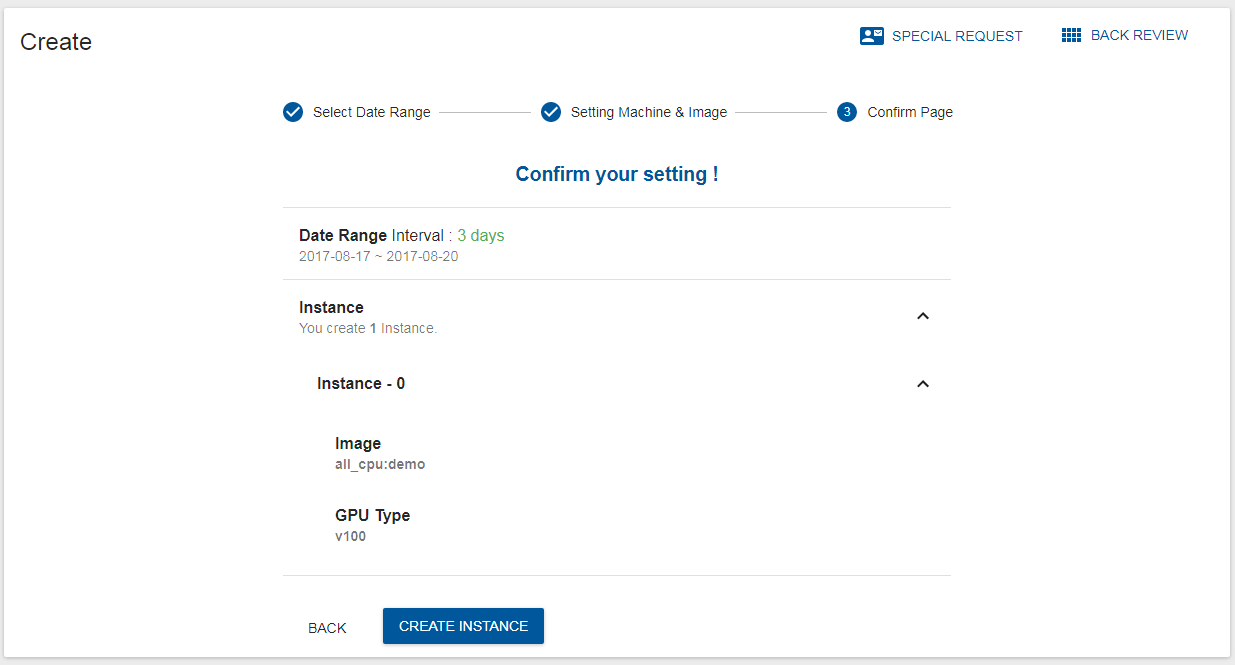 Create
SPECIAL REQUEST
BACK REVIEW
Select Date Range
Setting Machine & Image
3
Confirm Page
Confirm your setting !
Date Range Interval : 3 days
2017-08-17 ~ 2017-08-20
Instance
You create 1 Instance.
Instance - 0
Image
all_cpu:demo
GPU Type
v100
BACK
CREATE INSTANCE